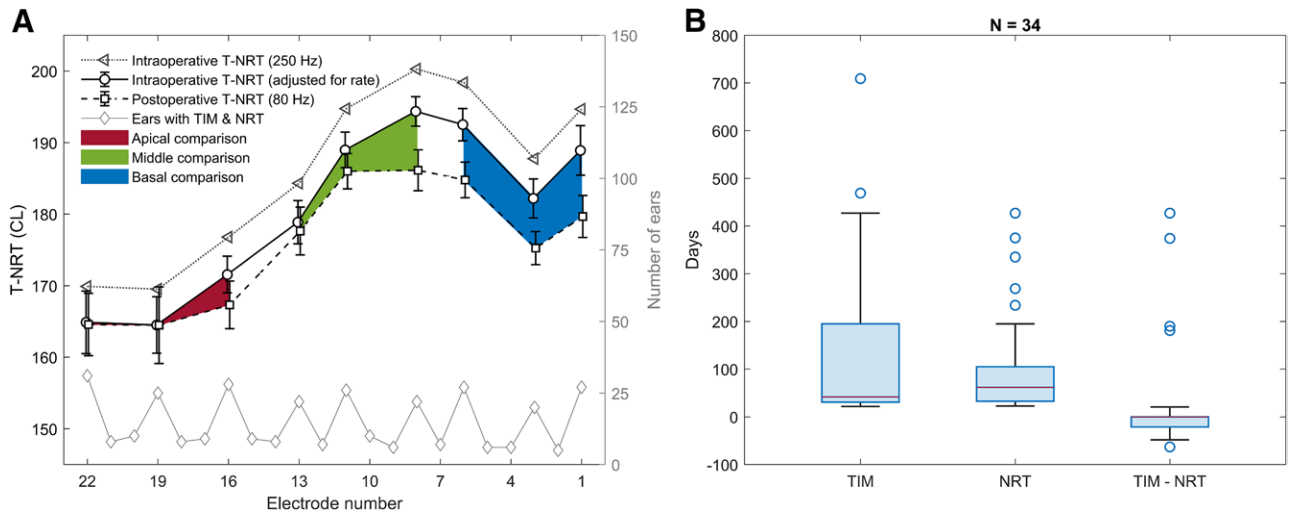 A
T-NRT (CL)
200
190
180
170
160
150
Intraoperative T-NRT (250 Hz)
Intraoperative T-NRT (adjusted for rate)
Postoperative T-NRT (80 Hz)
Ears with TIM & NRT
Apical comparison
Middle comparison
Basal comparison
150
125
100
75
50
25
0
Number of ears
22 19 16 13 10 7 4 1
Electrode number
B
N = 34
Days
800
700
600
500
400
300
200
100
0
-100
TIM NRT TIM - NRT